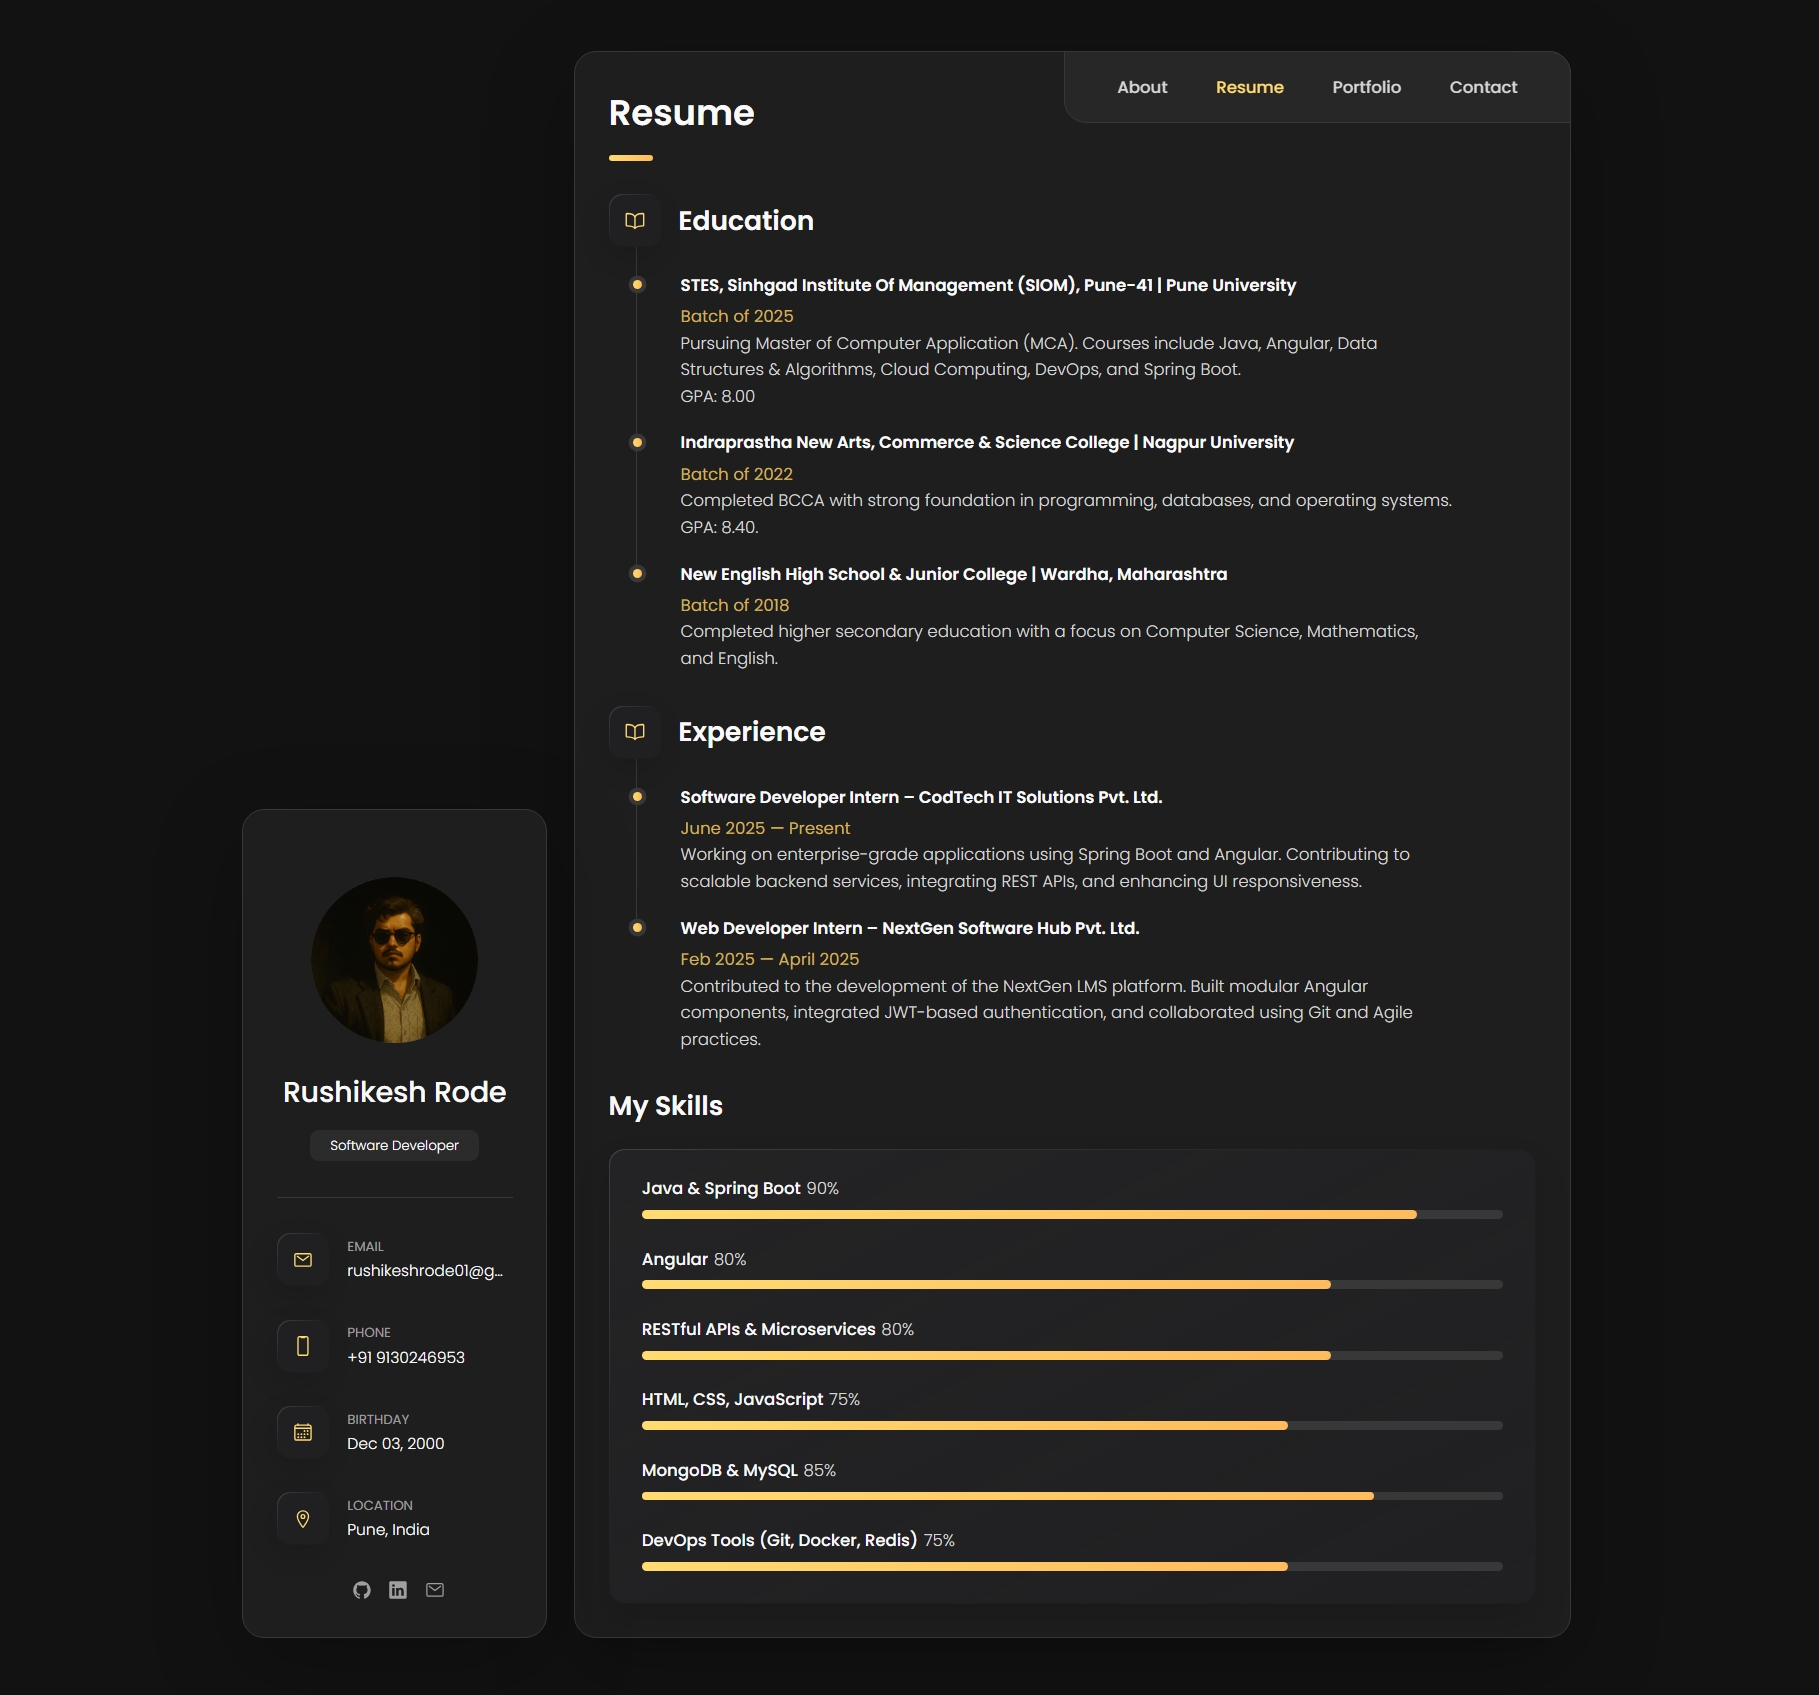 About Resume Portfolio Contact
Resume
Education
STES, Sinhgad Institute Of Management (SIOM), Pune-41 | Pune University
Batch of 2025
Pursuing Master of Computer Application (MCA). Courses include Java, Angular, Data
Structures & Algorithms, Cloud Computing, DevOps, and Spring Boot.
GPA: 8.00
Indraprastha New Arts, Commerce & Science College | Nagpur University
Batch of 2022
Completed BCCA with strong foundation in programming, databases, and operating systems.
GPA: 8.40.
New English High School & Junior College | Wardha, Maharashtra
Batch of 2018
Completed higher secondary education with a focus on Computer Science, Mathematics,
and English.
Experience
Software Developer Intern – CodTech IT Solutions Pvt. Ltd.
June 2025 — Present
Working on enterprise-grade applications using Spring Boot and Angular. Contributing to
scalable backend services, integrating REST APIs, and enhancing UI responsiveness.
Web Developer Intern – NextGen Software Hub Pvt. Ltd.
Feb 2025 — April 2025
Contributed to the development of the NextGen LMS platform. Built modular Angular
components, integrated JWT-based authentication, and collaborated using Git and Agile
practices.
My Skills
Java & Spring Boot 90%
Angular 80%
RESTful APIs & Microservices 80%
HTML, CSS, JavaScript 75%
MongoDB & MySQL 85%
DevOps Tools (Git, Docker, Redis) 75%
Rushikesh Rode
Software Developer
EMAIL
rushikeshrode01@g...
PHONE
+91 9130246953
BIRTHDAY
Dec 03, 2000
LOCATION
Pune, India